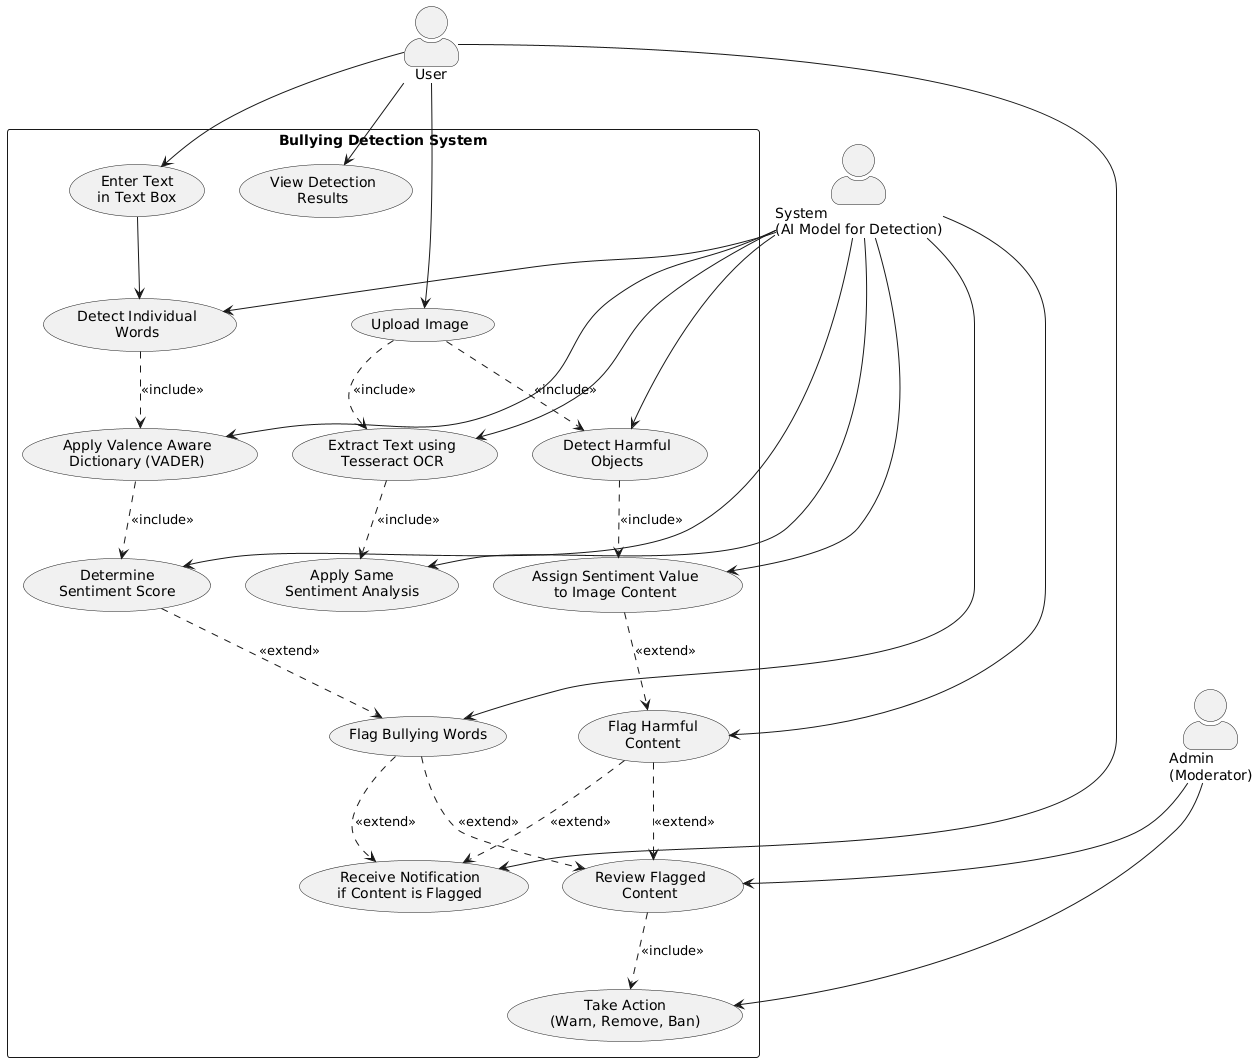 User
Bullying Detection System
Enter Text
in Text Box
View Detection
Results
System
(AI Model for Detection)
Detect Individual
Words
Upload Image
«include»
«include»
«include»
Apply Valence Aware
Dictionary (VADER)
Extract Text using
Tesseract OCR
Detect Harmful
Objects
«include»
«include»
«include»
Determine
Sentiment Score
Apply Same
Sentiment Analysis
Assign Sentiment Value
to Image Content
«extend»
«extend»
Flag Bullying Words
Flag Harmful
Content
Admin
(Moderator)
«extend»
«extend»
«extend»
«extend»
Receive Notification
if Content is Flagged
Review Flagged
Content
«include»
Take Action
(Warn, Remove, Ban)